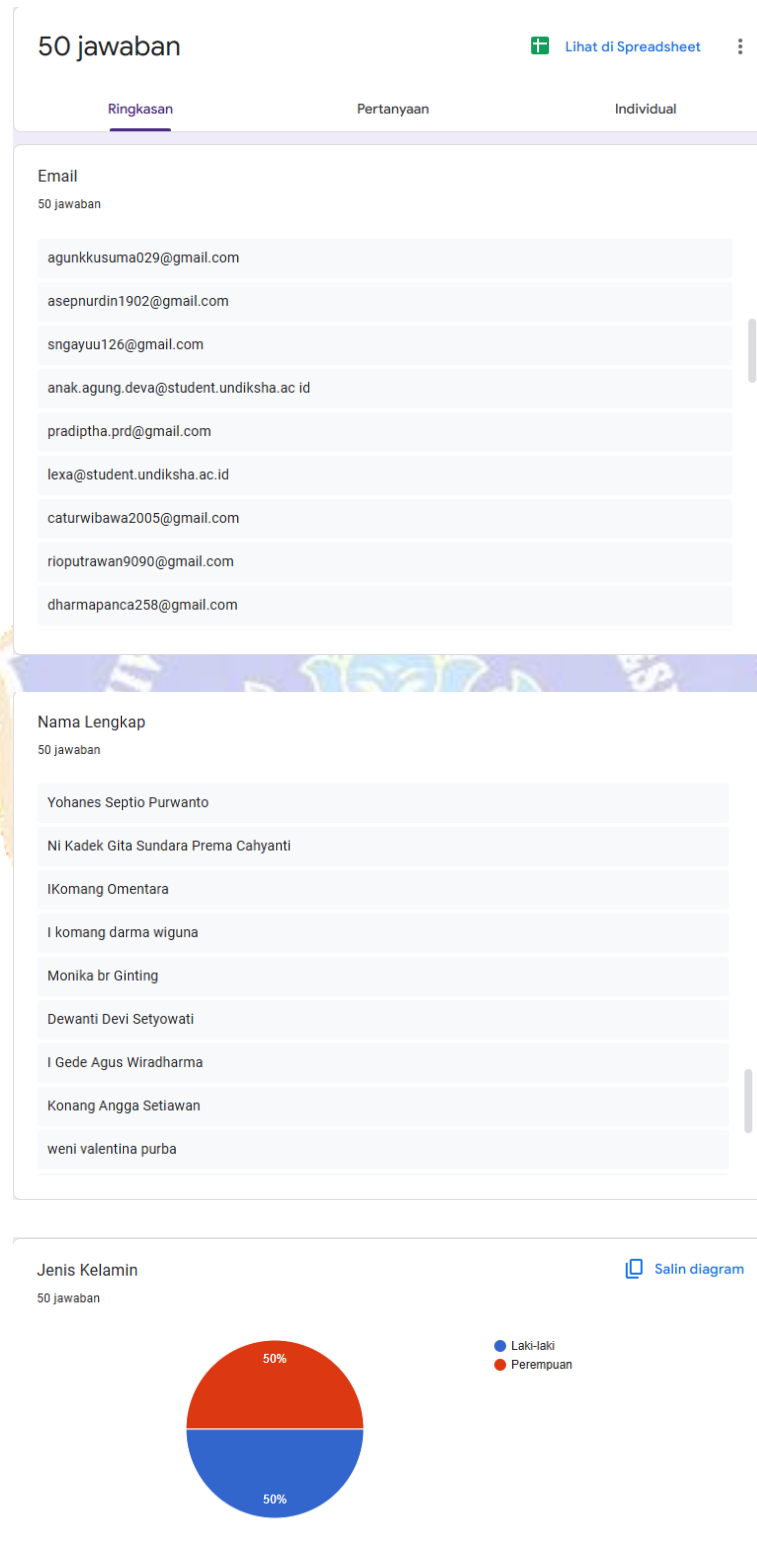 50 jawaban
Lihat di Spreadsheet
Ringkasan
Pertanyaan
Individual
Email
50 jawaban
agunkkusuma029@gmail.com
asepnurdin1902@gmail.com
sngayuu126@gmail.com
anak.agung.deva@student.undiksha.ac id
pradiptha.prd@gmail.com
lexa@student.undiksha.ac.id
caturwibawa2005@gmail.com
rioputrawan9090@gmail.com
dharmapanca258@gmail.com
Nama Lengkap
50 jawaban
Yohanes Septio Purwanto
Ni Kadek Gita Sundara Prema Cahyanti
IKomang Omentara
I komang darma wiguna
Monika br Ginting
Dewanti Devi Setyowati
I Gede Agus Wiradharma
Konang Angga Setiawan
weni valentina purba
Jenis Kelamin
Salin diagram
50 jawaban
50%
50%
Laki-laki
Perempuan